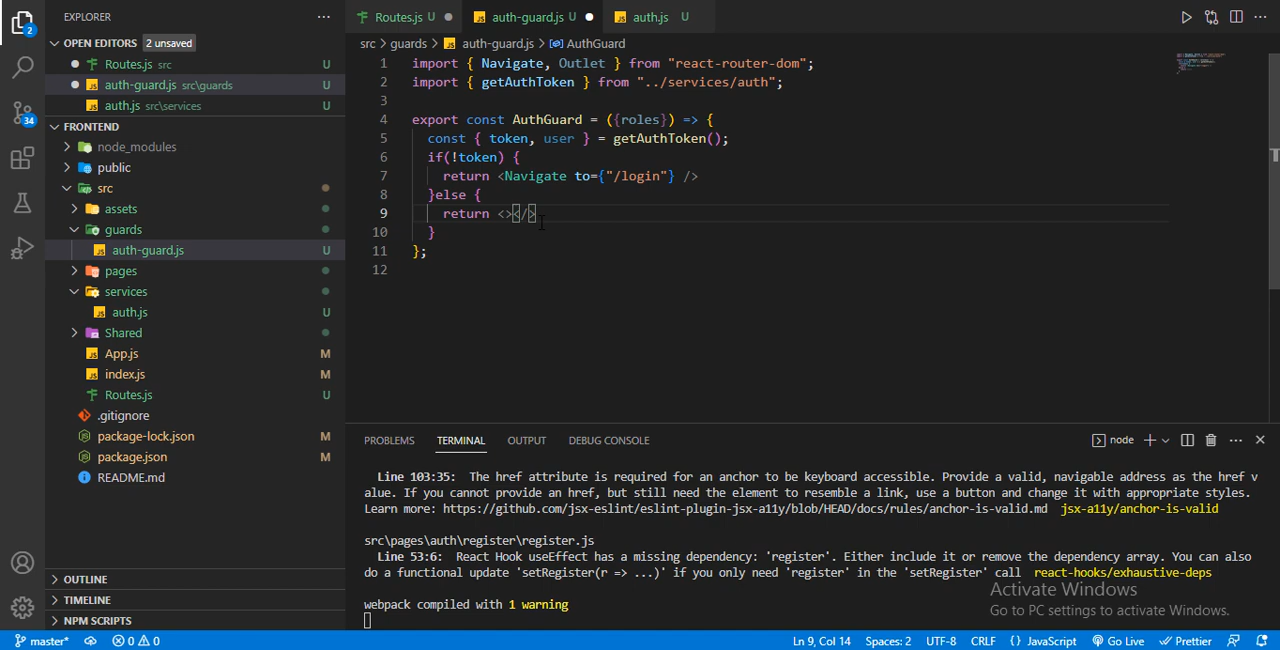 EXPLORER
OPEN EDITORS 2 unsaved
Routes.js src U
auth-guard.js src\guards U
auth.js src\services U
FRONTEND
node_modules
public
src
assets
guards
auth-guard.js U
pages
services
auth.js U
Shared
App.js M
index.js M
Routes.js U
.gitignore
package-lock.json M
package.json M
README.md
OUTLINE
TIMELINE
NPM SCRIPTS
2
34
Routes.js U auth-guard.js U auth.js U
src > guards > auth-guard.js > AuthGuard
1 import { Navigate, Outlet } from "react-router-dom";
2 import { getAuthToken } from "../services/auth";
3
4 export const AuthGuard = ({roles}) => {
5 const { token, user } = getAuthToken();
6 if(!token) {
7 return <Navigate to={"/login"} />
8 }else {
9 return <></>
10 }
11 };
12
PROBLEMS TERMINAL OUTPUT DEBUG CONSOLE node
Line 103:35: The href attribute is required for an anchor to be keyboard accessible. Provide a valid, navigable address as the href v
alue. If you cannot provide an href, but still need the element to resemble a link, use a button and change it with appropriate styles.
Learn more: https://github.com/jsx-eslint/eslint-plugin-jsx-a11y/blob/HEAD/docs/rules/anchor-is-valid.md jsx-a11y/anchor-is-valid
src\pages\auth\register\register.js
Line 53:6: React Hook useEffect has a missing dependency: 'register'. Either include it or remove the dependency array. You can also
do a functional update 'setRegister(r => ...)' if you only need 'register' in the 'setRegister' call react-hooks/exhaustive-deps
webpack compiled with 1 warning
Activate Windows
Go to PC settings to activate Windows.
master* 0 0 Ln 9, Col 14 Spaces: 2 UTF-8 CRLF {} JavaScript Go Live Prettier